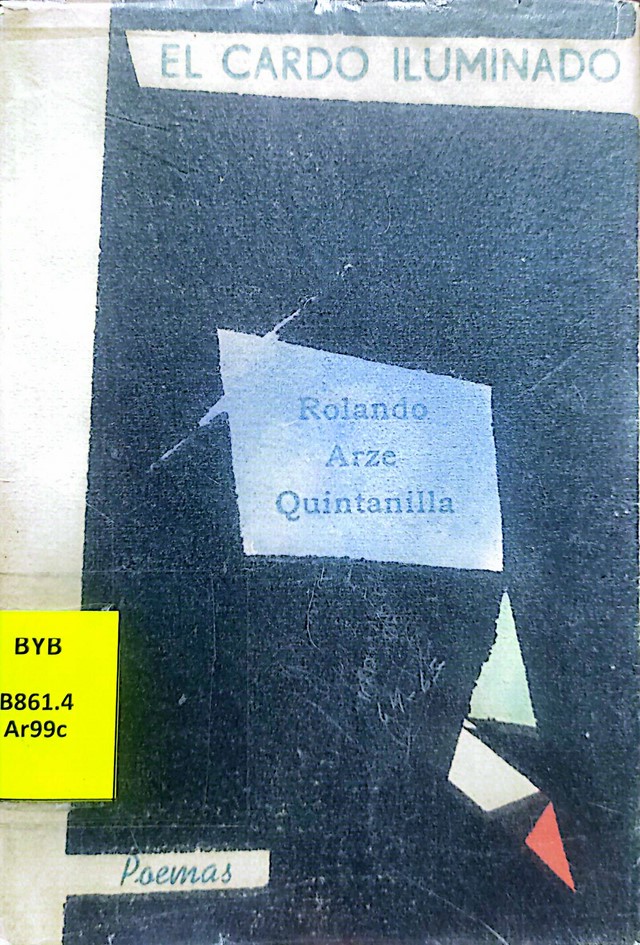 EL CARDO ILUMINADO
Rolando
Arze
Quintanilla
BYB
B861.4
Ar99c
Poemas